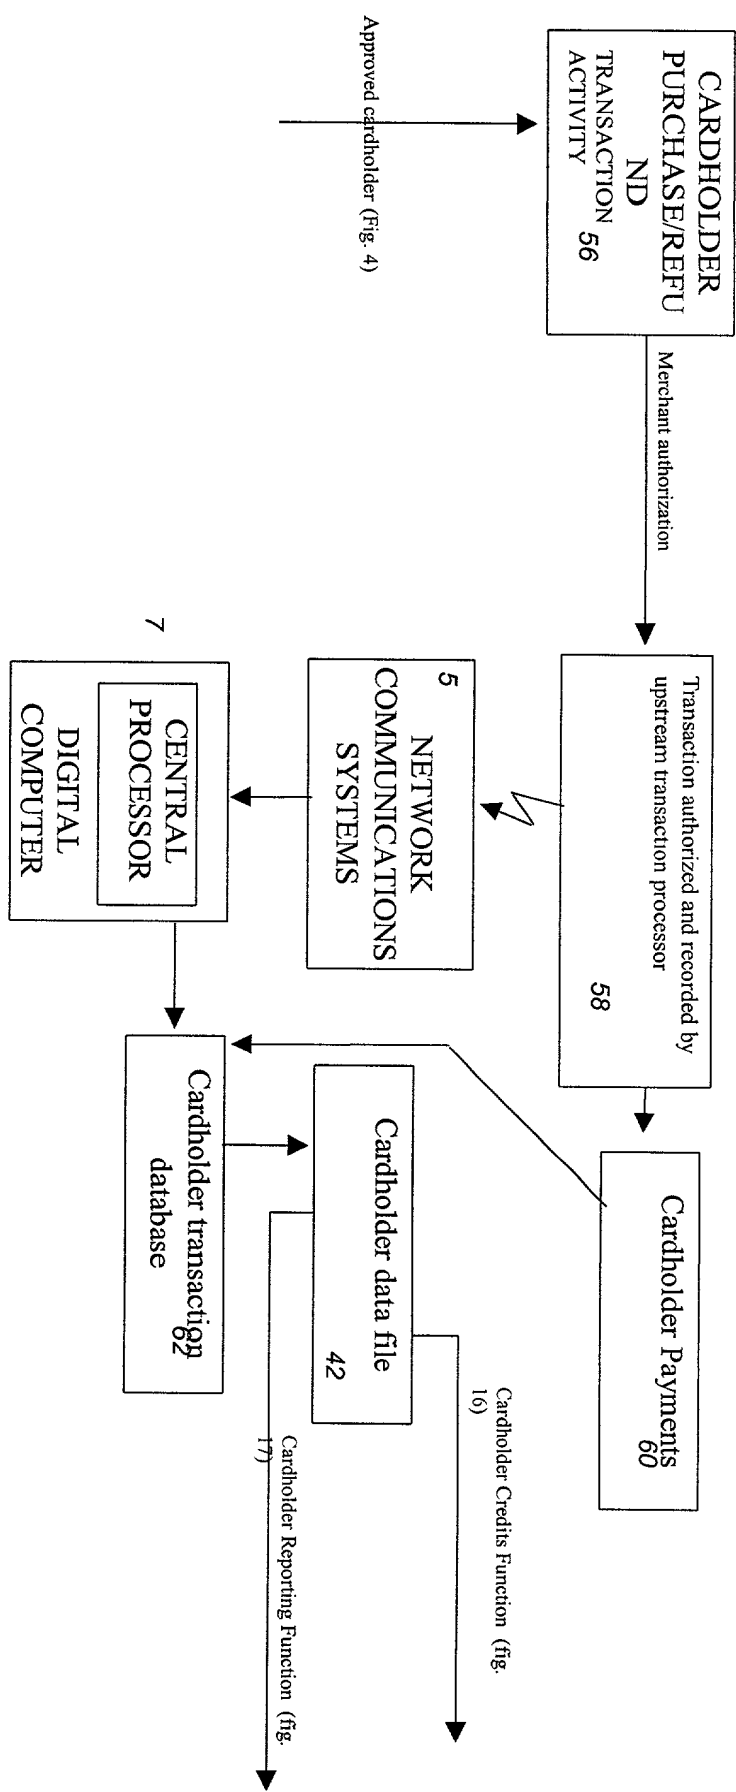 CARDHOLDER
PURCHASE/REFU
ND
TRANSACTION
ACTIVITY
56
Approved cardholder (Fig. 4)
Merchant authorization
Transaction authorized and recorded by
upstream transaction processor
58
Cardholder Payments
60
5
NETWORK
COMMUNICATIONS
SYSTEMS
7
CENTRAL
PROCESSOR
DIGITAL
COMPUTER
Cardholder data file
42
Cardholder transaction
database
62
Cardholder Credits Function (fig.
16)
Cardholder Reporting Function (fig.
17)